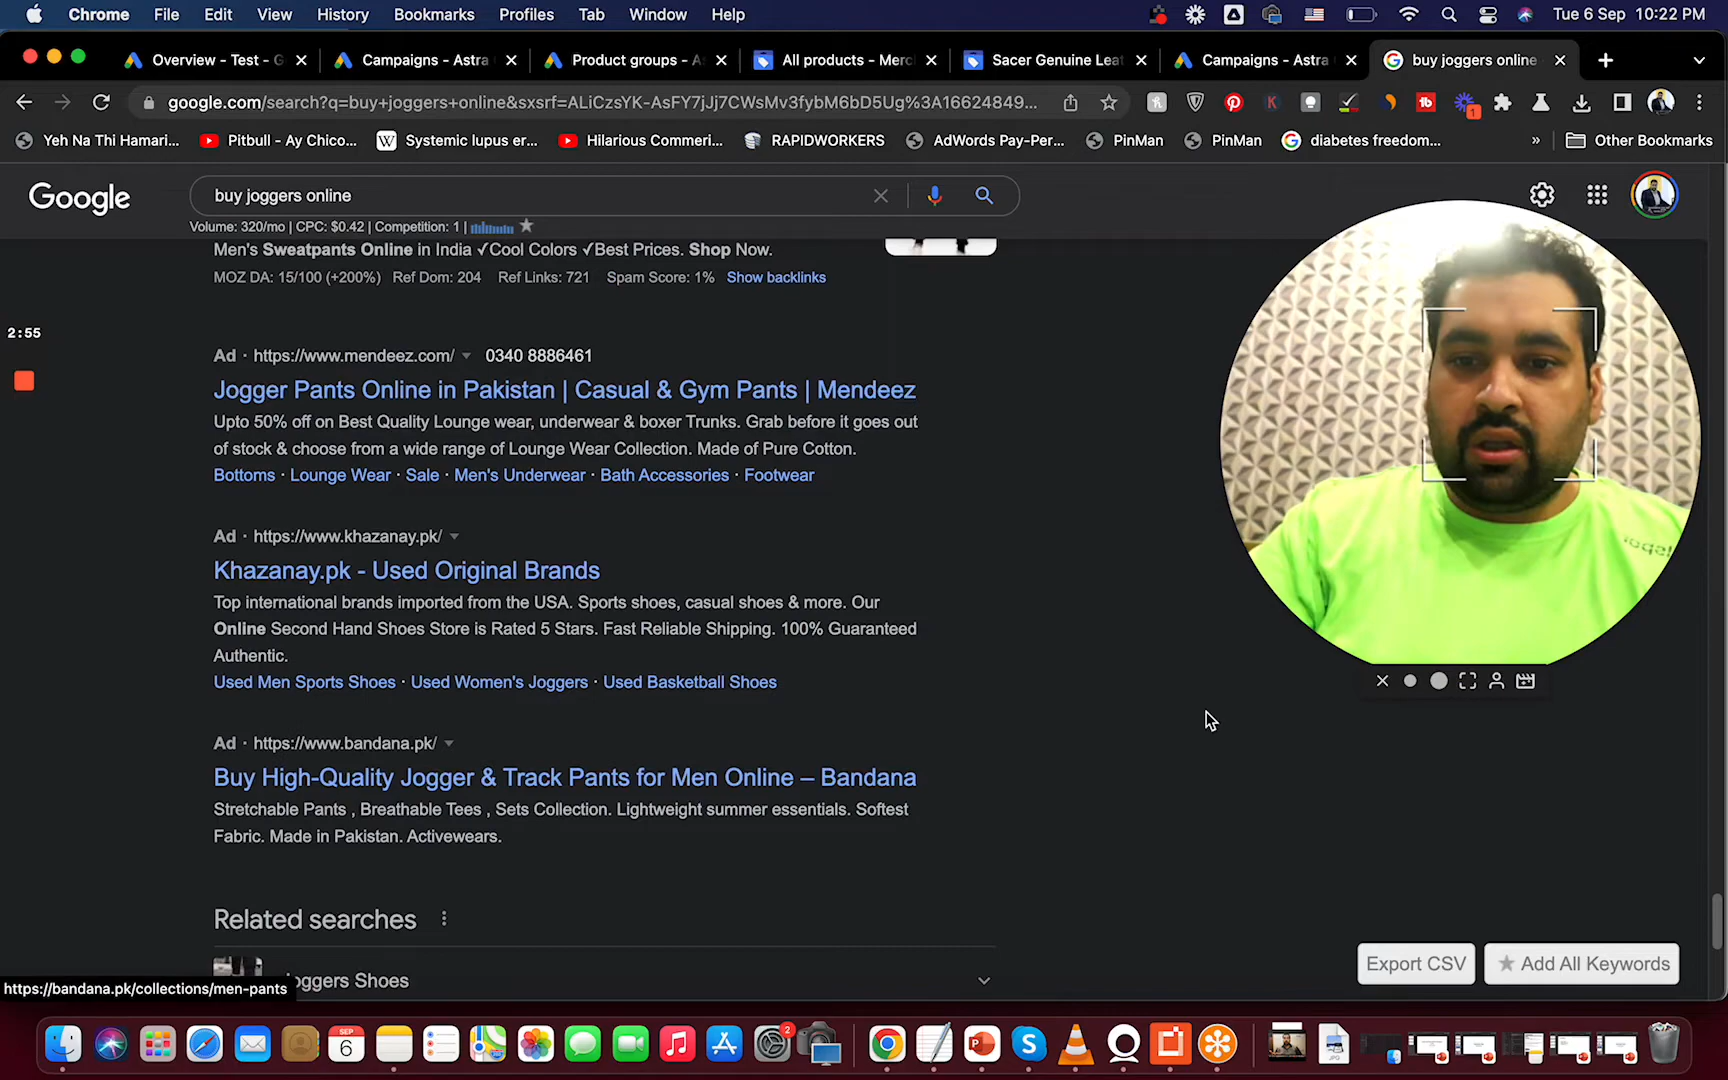 Chrome File Edit View History Bookmarks Profiles Tab Window Help
Tue 6 Sep 10:22 PM
Overview - Test - G
Campaigns - Astra
Product groups - A
All products - Merc
Sacer Genuine Leat
Campaigns - Astra
buy joggers online
google.com/search?q=buy+joggers+online&sxsrf=ALiCzsYK-AsFY7jJj7CWsMv3fybM6bD5Ug%3A16624849...
1
Yeh Na Thi Hamari...
Pitbull - Ay Chico...
Systemic lupus er...
Hilarious Commeri...
RAPIDWORKERS
AdWords Pay-Per...
PinMan
PinMan
diabetes freedom...
»
Other Bookmarks
Google
buy joggers online
Volume: 320/mo | CPC: $0.42 | Competition: 1 |
Men's Sweatpants Online in India ✓Cool Colors ✓Best Prices. Shop Now.
MOZ DA: 15/100 (+200%) Ref Dom: 204 Ref Links: 721 Spam Score: 1% Show backlinks
2:55
Ad · https://www.mendeez.com/ 0340 8886461
Jogger Pants Online in Pakistan | Casual & Gym Pants | Mendeez
Upto 50% off on Best Quality Lounge wear, underwear & boxer Trunks. Grab before it goes out
of stock & choose from a wide range of Lounge Wear Collection. Made of Pure Cotton.
Bottoms · Lounge Wear · Sale · Men's Underwear · Bath Accessories · Footwear
Ad · https://www.khazanay.pk/
Khazanay.pk - Used Original Brands
Top international brands imported from the USA. Sports shoes, casual shoes & more. Our
Online Second Hand Shoes Store is Rated 5 Stars. Fast Reliable Shipping. 100% Guaranteed
Authentic.
Used Men Sports Shoes · Used Women's Joggers · Used Basketball Shoes
Ad · https://www.bandana.pk/
Buy High-Quality Jogger & Track Pants for Men Online – Bandana
Stretchable Pants , Breathable Tees , Sets Collection. Lightweight summer essentials. Softest
Fabric. Made in Pakistan. Activewears.
Related searches
oggers Shoes
Export CSV
Add All Keywords
https://bandana.pk/collections/men-pants
SEP
6
2